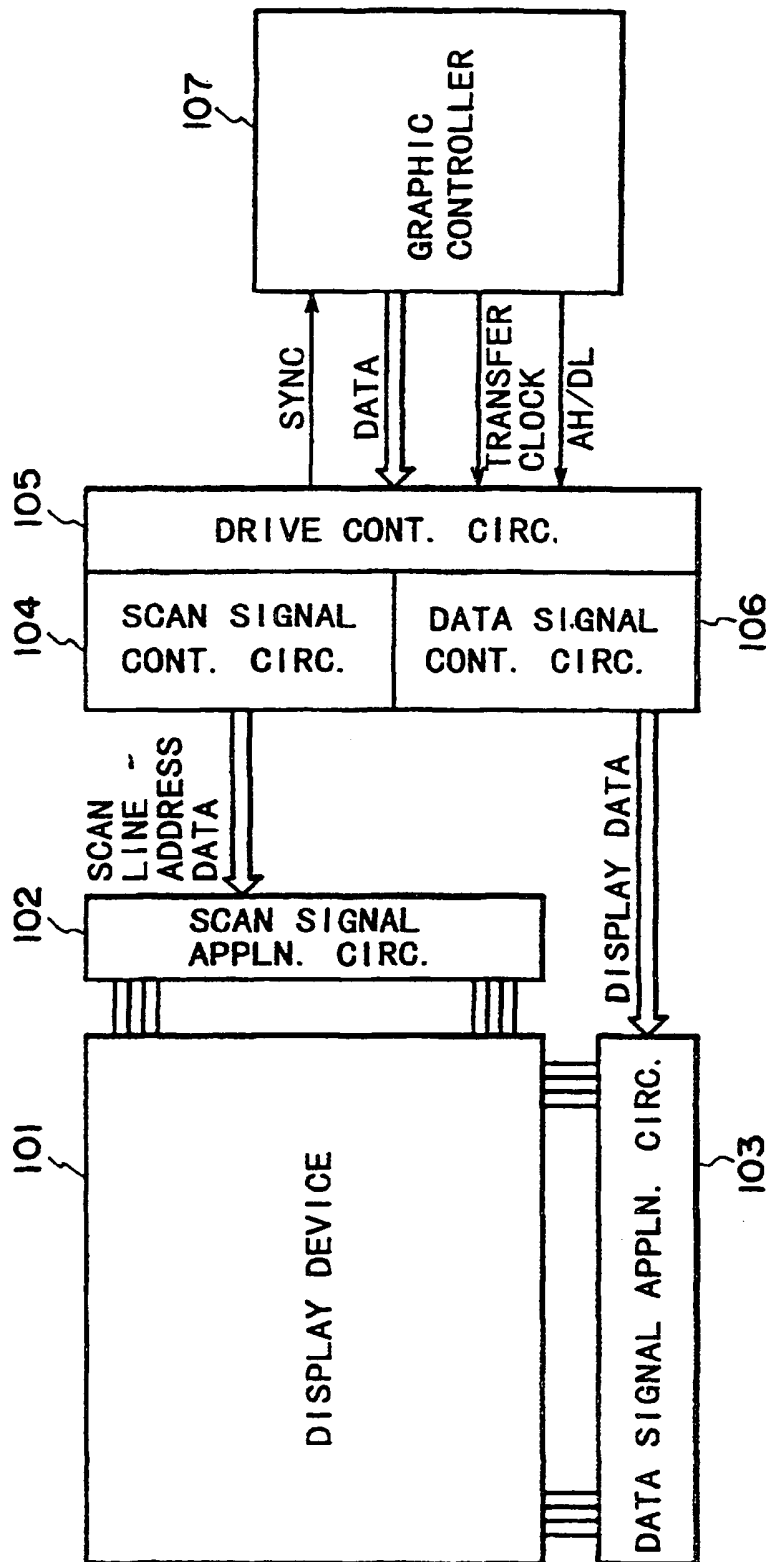 101
DISPLAY DEVICE
102
SCAN SIGNAL
APPLN. CIRC.
103
DATA SIGNAL APPLN. CIRC.
SCAN
LINE -
ADDRESS
DATA
DISPLAY DATA
104
SCAN SIGNAL
CONT. CIRC.
105
DRIVE CONT. CIRC.
DATA SIGNAL
CONT. CIRC.
106
SYNC
DATA
TRANSFER
CLOCK
AH/DL
107
GRAPHIC
CONTROLLER